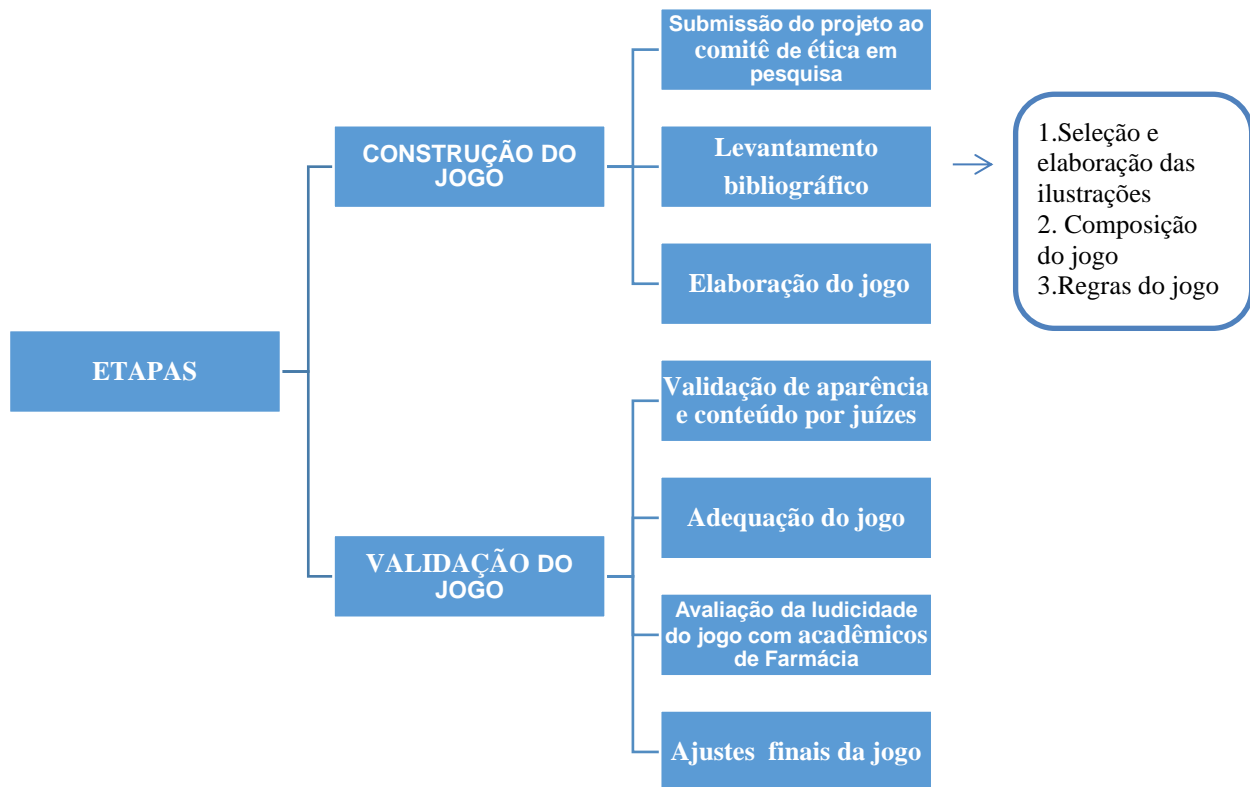 Submissão do projeto ao
comitê de ética em
pesquisa
CONSTRUÇÃO DO
JOGO
Levantamento
bibliográfico
1.Seleção e
elaboração das
ilustrações
2. Composição
do jogo
3.Regras do jogo
Elaboração do jogo
ETAPAS
Validação de aparência
e conteúdo por juízes
Adequação do jogo
VALIDAÇÃO DO
JOGO
Avaliação da ludicidade
do jogo com acadêmicos
de Farmácia
Ajustes finais da jogo